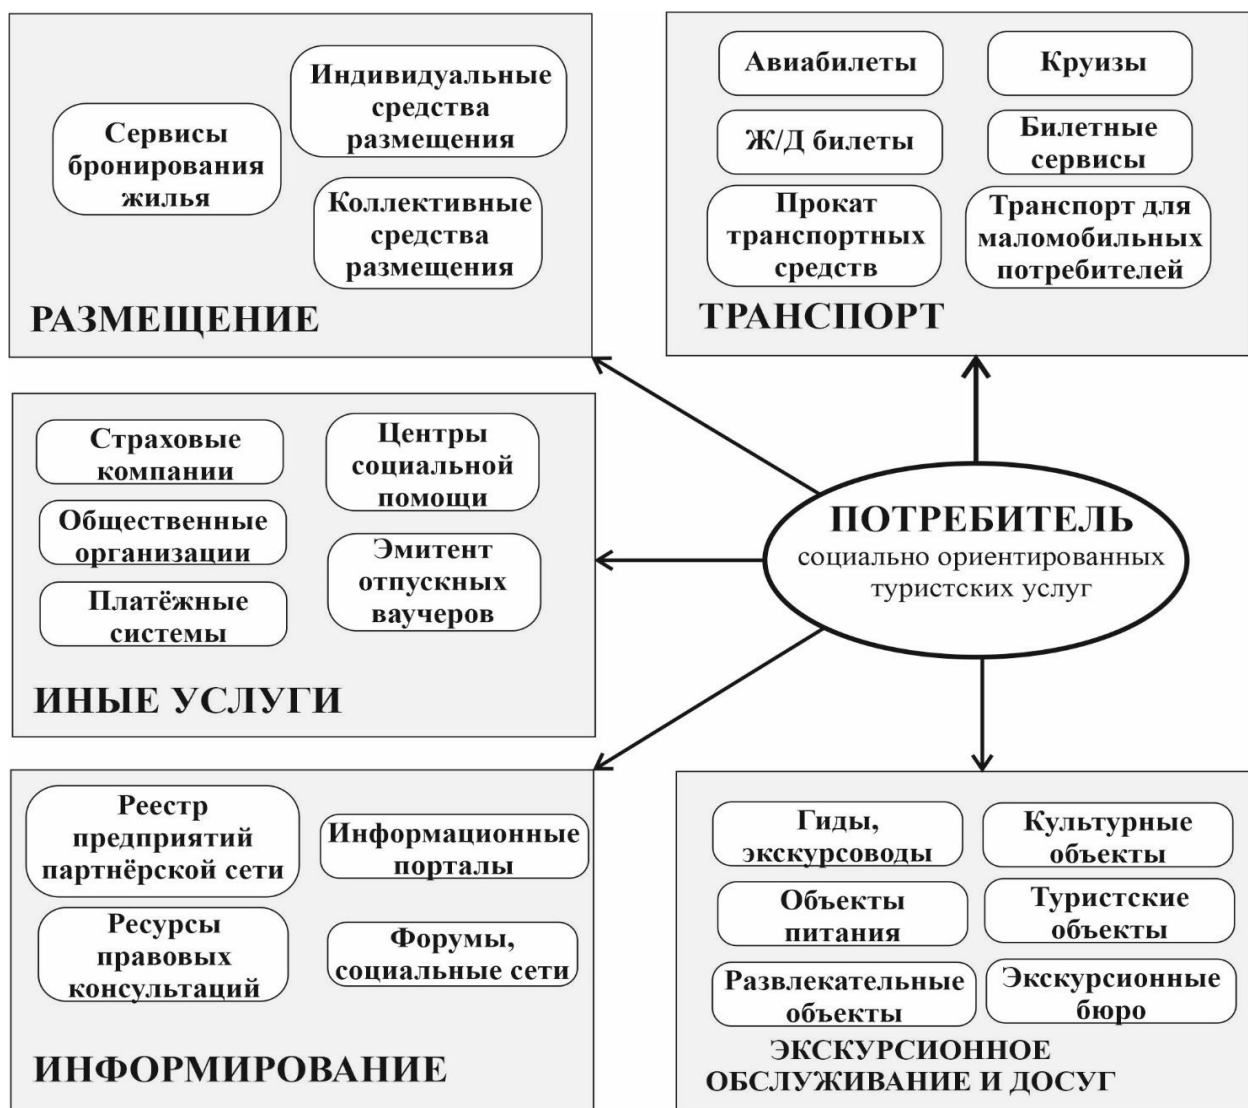 Сервисы
бронирования
жилья
Индивидуальные
средства
размещения
Коллективные
средства
размещения
РАЗМЕЩЕНИЕ
Авиабилеты
Круизы
Ж/Д билеты
Билетные
сервисы
Прокат
транспортных
средств
Транспорт для
маломобильных
потребителей
ТРАНСПОРТ
Страховые
компании
Центры
социальной
помощи
Общественные
организации
Эмитент
отпускных
ваучеров
Платёжные
системы
ИНЫЕ УСЛУГИ
ПОТРЕБИТЕЛЬ
социально ориентированных
туристских услуг
Реестр
предприятий
партнёрской сети
Информационные
порталы
Ресурсы
правовых
консультаций
Форумы,
социальные сети
ИНФОРМИРОВАНИЕ
Гиды,
экскурсоводы
Культурные
объекты
Объекты
питания
Туристские
объекты
Развлекательные
объекты
Экскурсионные
бюро
ЭКСКУРСИОННОЕ
ОБСЛУЖИВАНИЕ И ДОСУГ